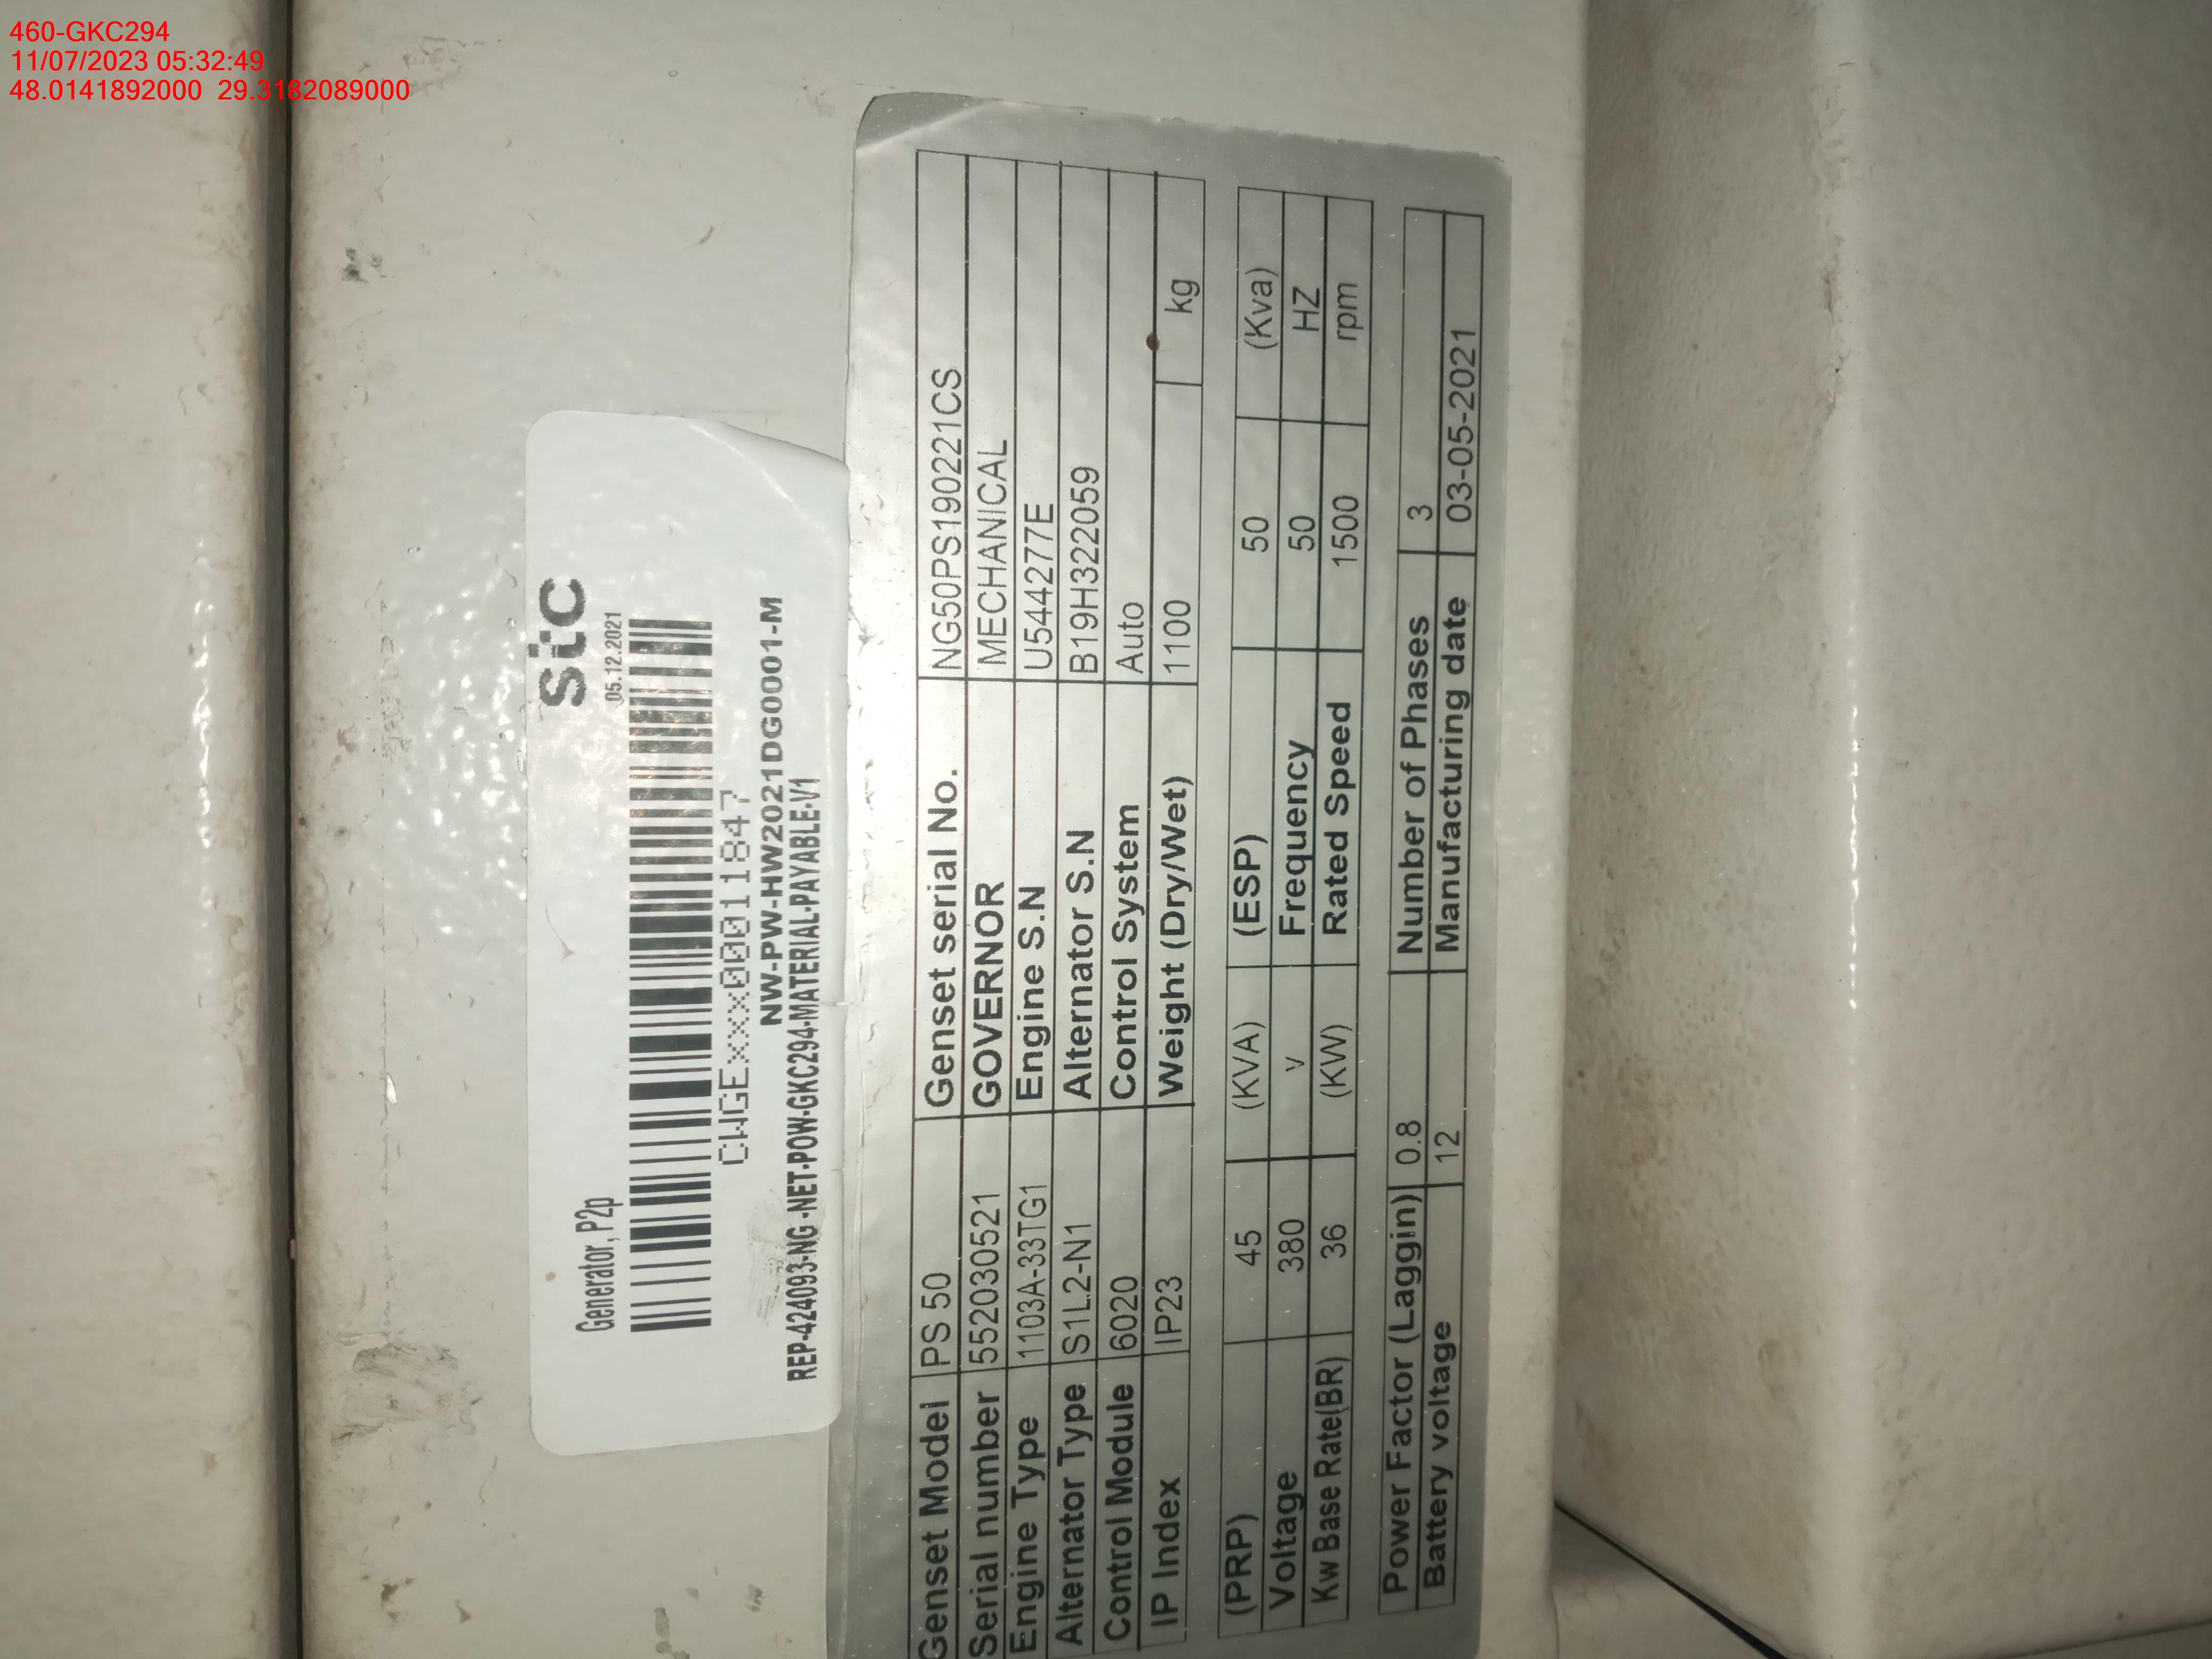 460-GKC294
11/07/2023 05:32:49
48.0141892000 29.3182089000
stc
Generator, P2p 05.12.2021
CWGExxx00011847
NW-PW-HW2021DG0001-M
REP-424093-NG-NET-POW-GKC294-MATERIAL-PAYABLE-V1
Genset Model PS 50 Genset serial No. NG50PS190221CS
Serial number 552030521 GOVERNOR MECHANICAL
Engine Type 1103A-33TG1 Engine S.N U544277E
Alternator Type S1L2-N1 Alternator S.N B19H322059
Control Module 6020 Control System Auto
IP Index IP23 Weight (Dry/Wet) 1100 kg
(PRP) 45 (KVA) (ESP) 50 (Kva)
Voltage 380 v Frequency 50 HZ
Kw Base Rate(BR) 36 (KW) Rated Speed 1500 rpm
Power Factor (Laggin) 0.8 Number of Phases 3
Battery voltage 12 Manufacturing date 03-05-2021